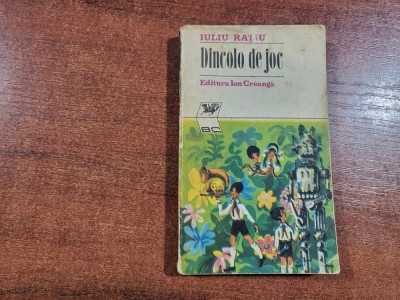 IULIU RAȚIU
Dincolo de joc
Editura Ion Creangă
BC